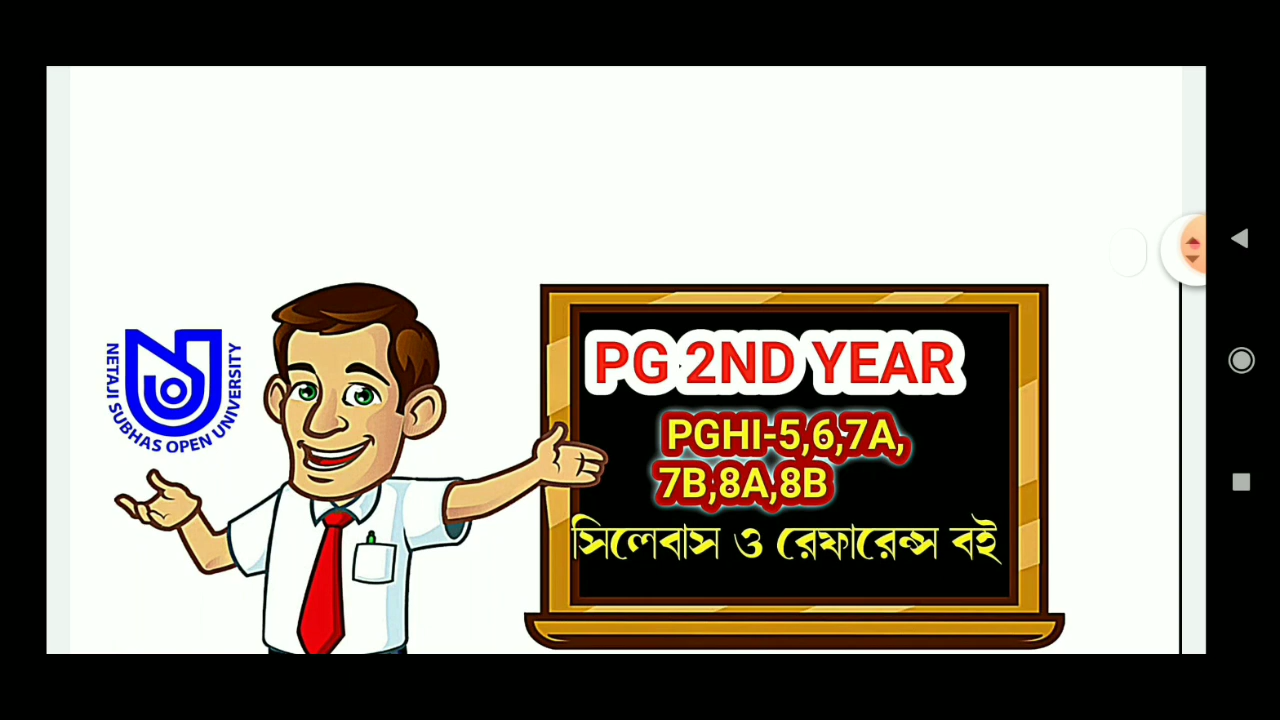 NETAJI SUBHAS OPEN UNIVERSITY
PG 2ND YEAR
PGHI-5,6,7A,
7B,8A,8B
সিলেবাস ও রেফারেন্স বই